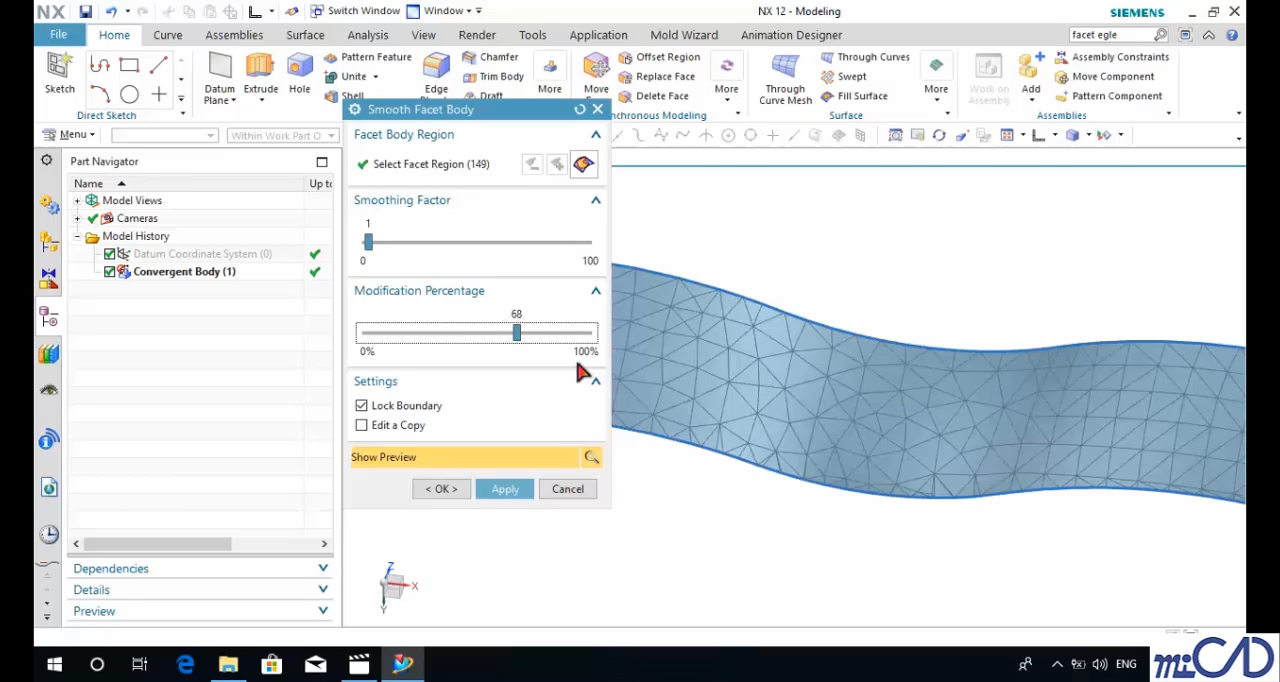 NX
Switch Window Window
NX 12 - Modeling
SIEMENS
File Home Curve Assemblies Surface Analysis View Render Tools Application Mold Wizard Animation Designer
facet egle
Sketch
Direct Sketch
Datum Plane
Extrude
Hole
Pattern Feature
Unite
Shell
Edge
Chamfer
Trim Body
Draft
More
Move
Offset Region
Replace Face
Delete Face
More
Through Curve Mesh
Through Curves
Swept
Fill Surface
More
Surface
Work on Assembly
Add
Assembly Constraints
Move Component
Pattern Component
Assemblies
Menu
Within Work Part O
Part Navigator
Name
Up to
Model Views
Cameras
Model History
Datum Coordinate System (0)
Convergent Body (1)
Dependencies
Details
Preview
Smooth Facet Body
Facet Body Region
Select Facet Region (149)
Smoothing Factor
1
0 100
Modification Percentage
68
0% 100%
Settings
Lock Boundary
Edit a Copy
Show Preview
< OK > Apply Cancel
Z
X
Y
ENG
miCAD